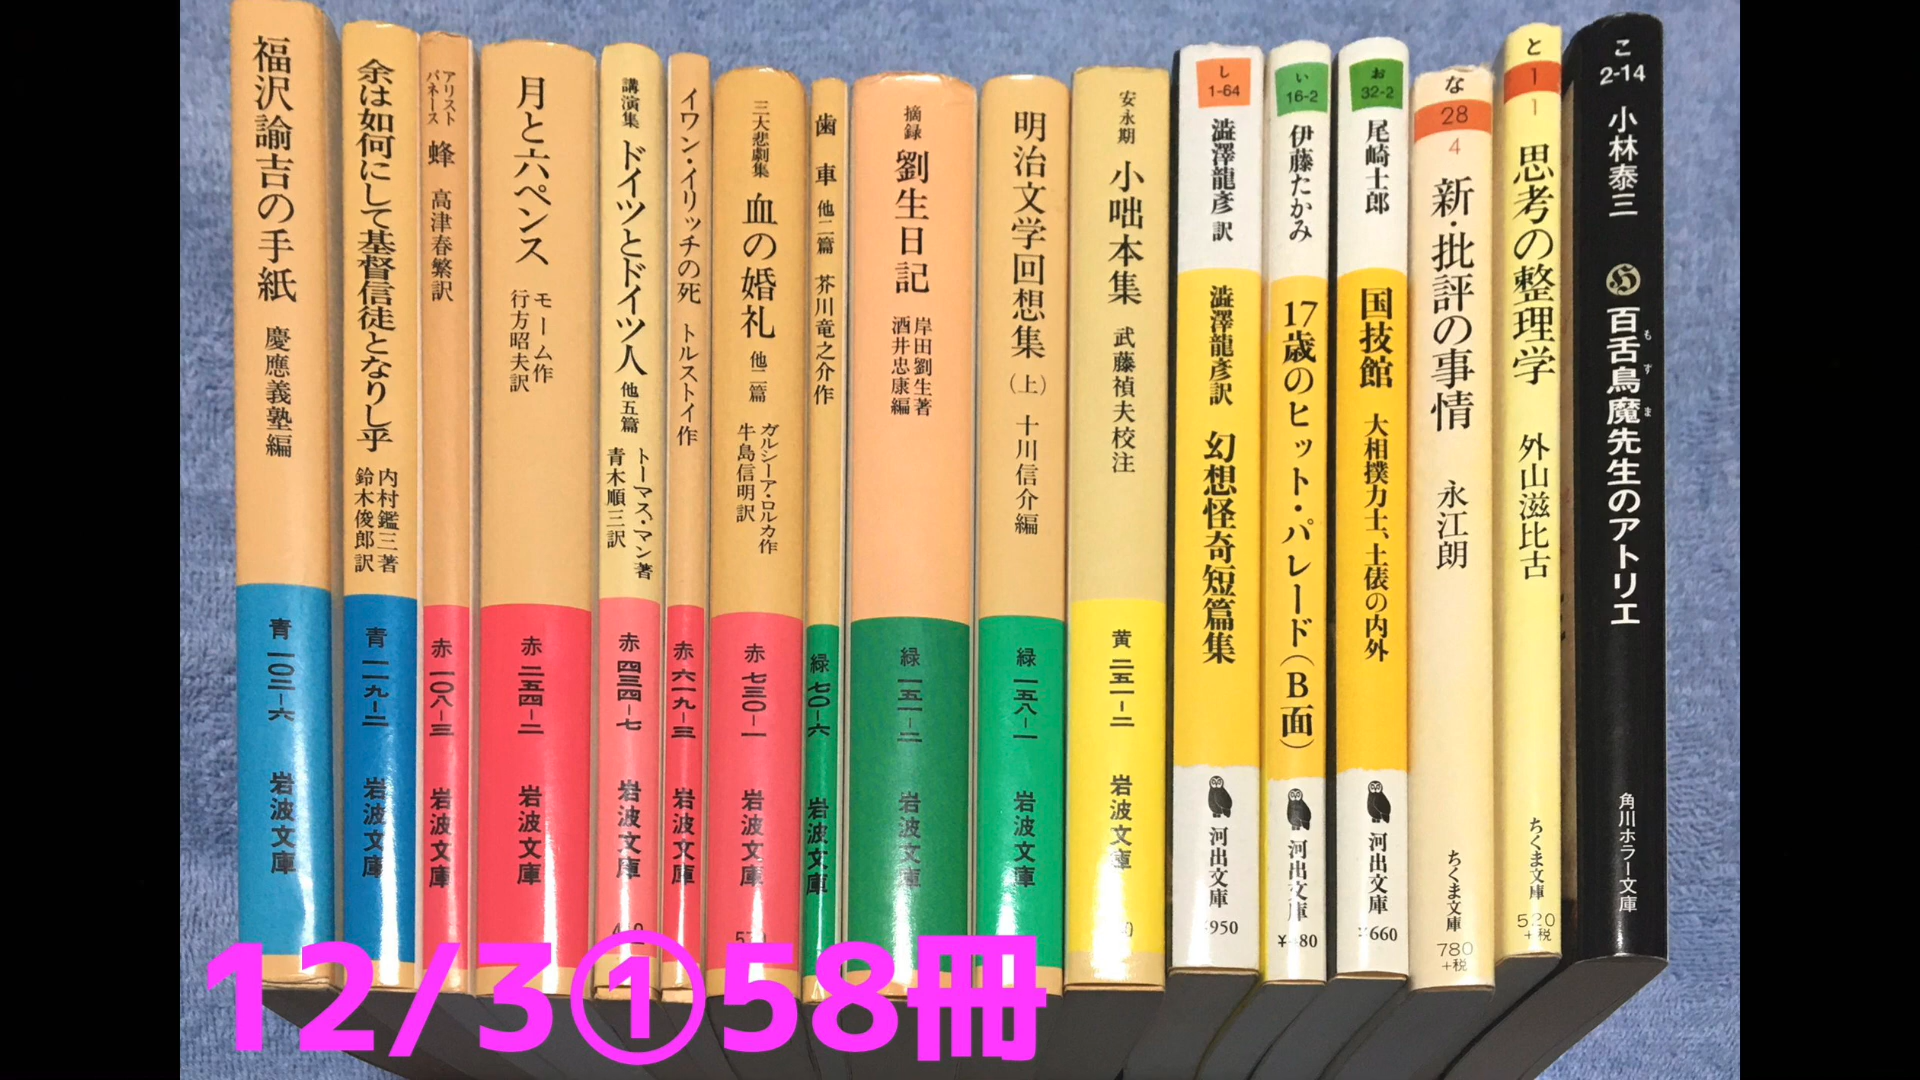 福沢諭吉の手紙
慶應義塾編
青 一〇二-六
岩波文庫
余は如何にして基督信徒となりし乎
内村鑑三著
鈴木俊郎訳
青 一一九-二
岩波文庫
アリスト
パネース
蜂
高津春繁訳
赤 一〇八-三
岩波文庫
月と六ペンス
モーム作
行方昭夫訳
赤 二五四-二
岩波文庫
講演集
ドイツとドイツ人
他五篇
トーマス・マン著
青木順三訳
赤 四三四-七
岩波文庫
イワン・イリッチの死
トルストイ作
赤 六一九-三
岩波文庫
三大悲劇集
血の婚礼
他二篇
ガルシーア・ロルカ作
牛島信明訳
赤 七三〇-一
岩波文庫
歯車
他二篇
芥川竜之介作
緑 七〇-六
岩波文庫
摘録
劉生日記
岸田劉生著
酒井忠康編
緑 一五一-二
岩波文庫
明治文学回想集(上)
十川信介編
緑 一五八-一
岩波文庫
安永期
小咄本集
武藤禎夫校注
黄 二五一-二
岩波文庫
し
1-64
澁澤龍彥 訳
澁澤龍彥訳
幻想怪奇短篇集
河出文庫
950
い
16-2
伊藤たかみ
17歳のヒット・パレード(B面)
河出文庫
お
32-2
尾崎士郎
国技館
大相撲力士、土俵の内外
河出文庫
¥660
な
28
4
新・批評の事情
永江朗
ちくま文庫
780
+税
と
1
1
思考の整理学
外山滋比古
ちくま文庫
520
+税
こ
2-14
小林泰三
H
百舌鳥魔先生のアトリエ
もずま
角川ホラー文庫
12/3①58冊